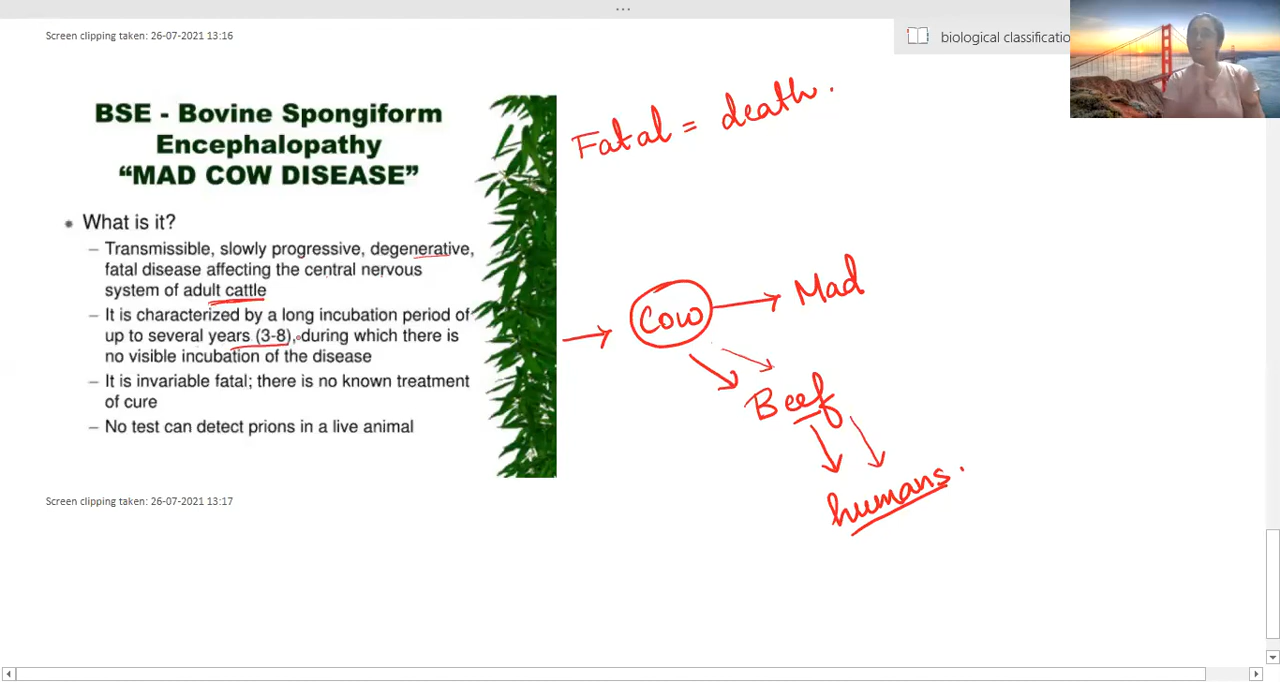 Screen clipping taken: 26-07-2021 13:16
biological classificatio
BSE - Bovine Spongiform
Encephalopathy
“MAD COW DISEASE”
What is it?
– Transmissible, slowly progressive, degenerative,
fatal disease affecting the central nervous
system of adult cattle
– It is characterized by a long incubation period of
up to several years (3-8), during which there is
no visible incubation of the disease
– It is invariable fatal; there is no known treatment
of cure
– No test can detect prions in a live animal
Fatal = death.
Cow
Mad
Beef
humans.
Screen clipping taken: 26-07-2021 13:17